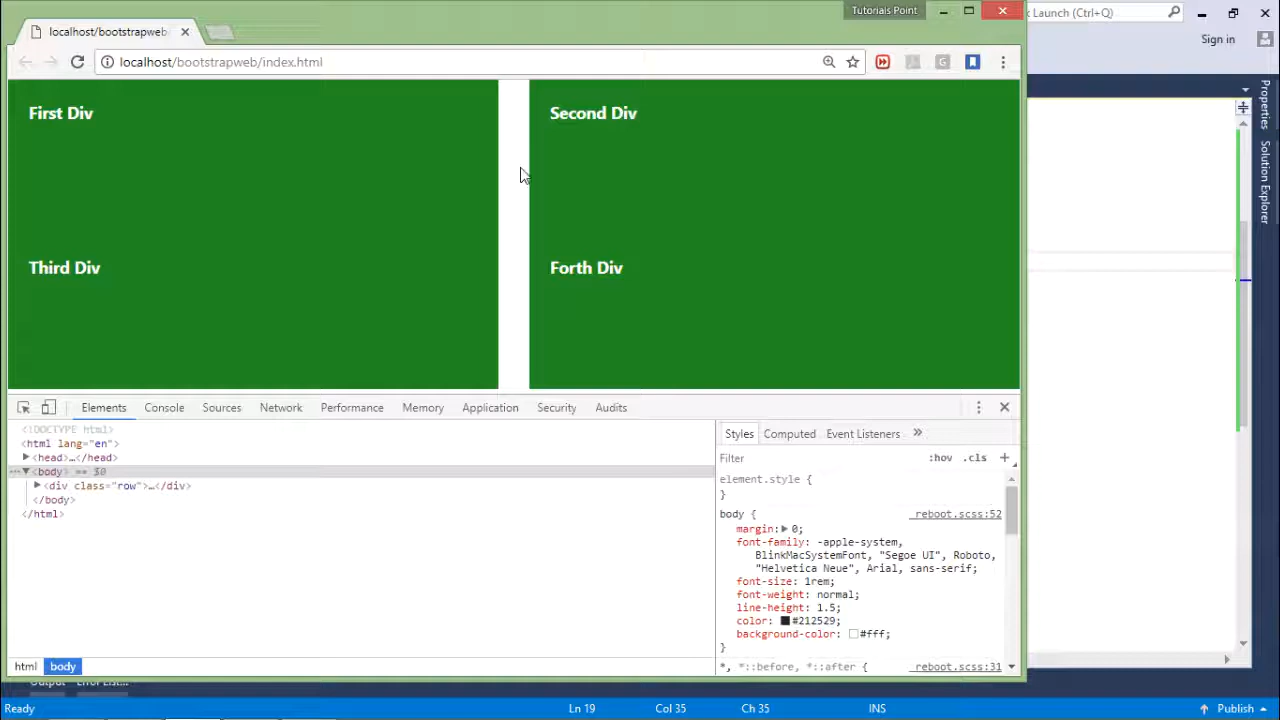 Tutorials Point
localhost/bootstrapweb
x Launch (Ctrl+Q)
localhost/bootstrapweb/index.html
Sign in
First Div
Second Div
Third Div
Forth Div
Properties
Solution Explorer
Elements Console Sources Network Performance Memory Application Security Audits
<!DOCTYPE html>
<html lang="en">
<head>…</head>
<body> == $0
<div class="row">…</div>
</body>
</html>
html body
Styles Computed Event Listeners »
Filter :hov .cls +
element.style {
}
body { _reboot.scss:52
margin: 0;
font-family: -apple-system,
BlinkMacSystemFont, "Segoe UI", Roboto,
"Helvetica Neue", Arial, sans-serif;
font-size: 1rem;
font-weight: normal;
line-height: 1.5;
color: #212529;
background-color: #fff;
}
*, *::before, *::after { _reboot.scss:31
Output Error List...
Ready Ln 19 Col 35 Ch 35 INS Publish